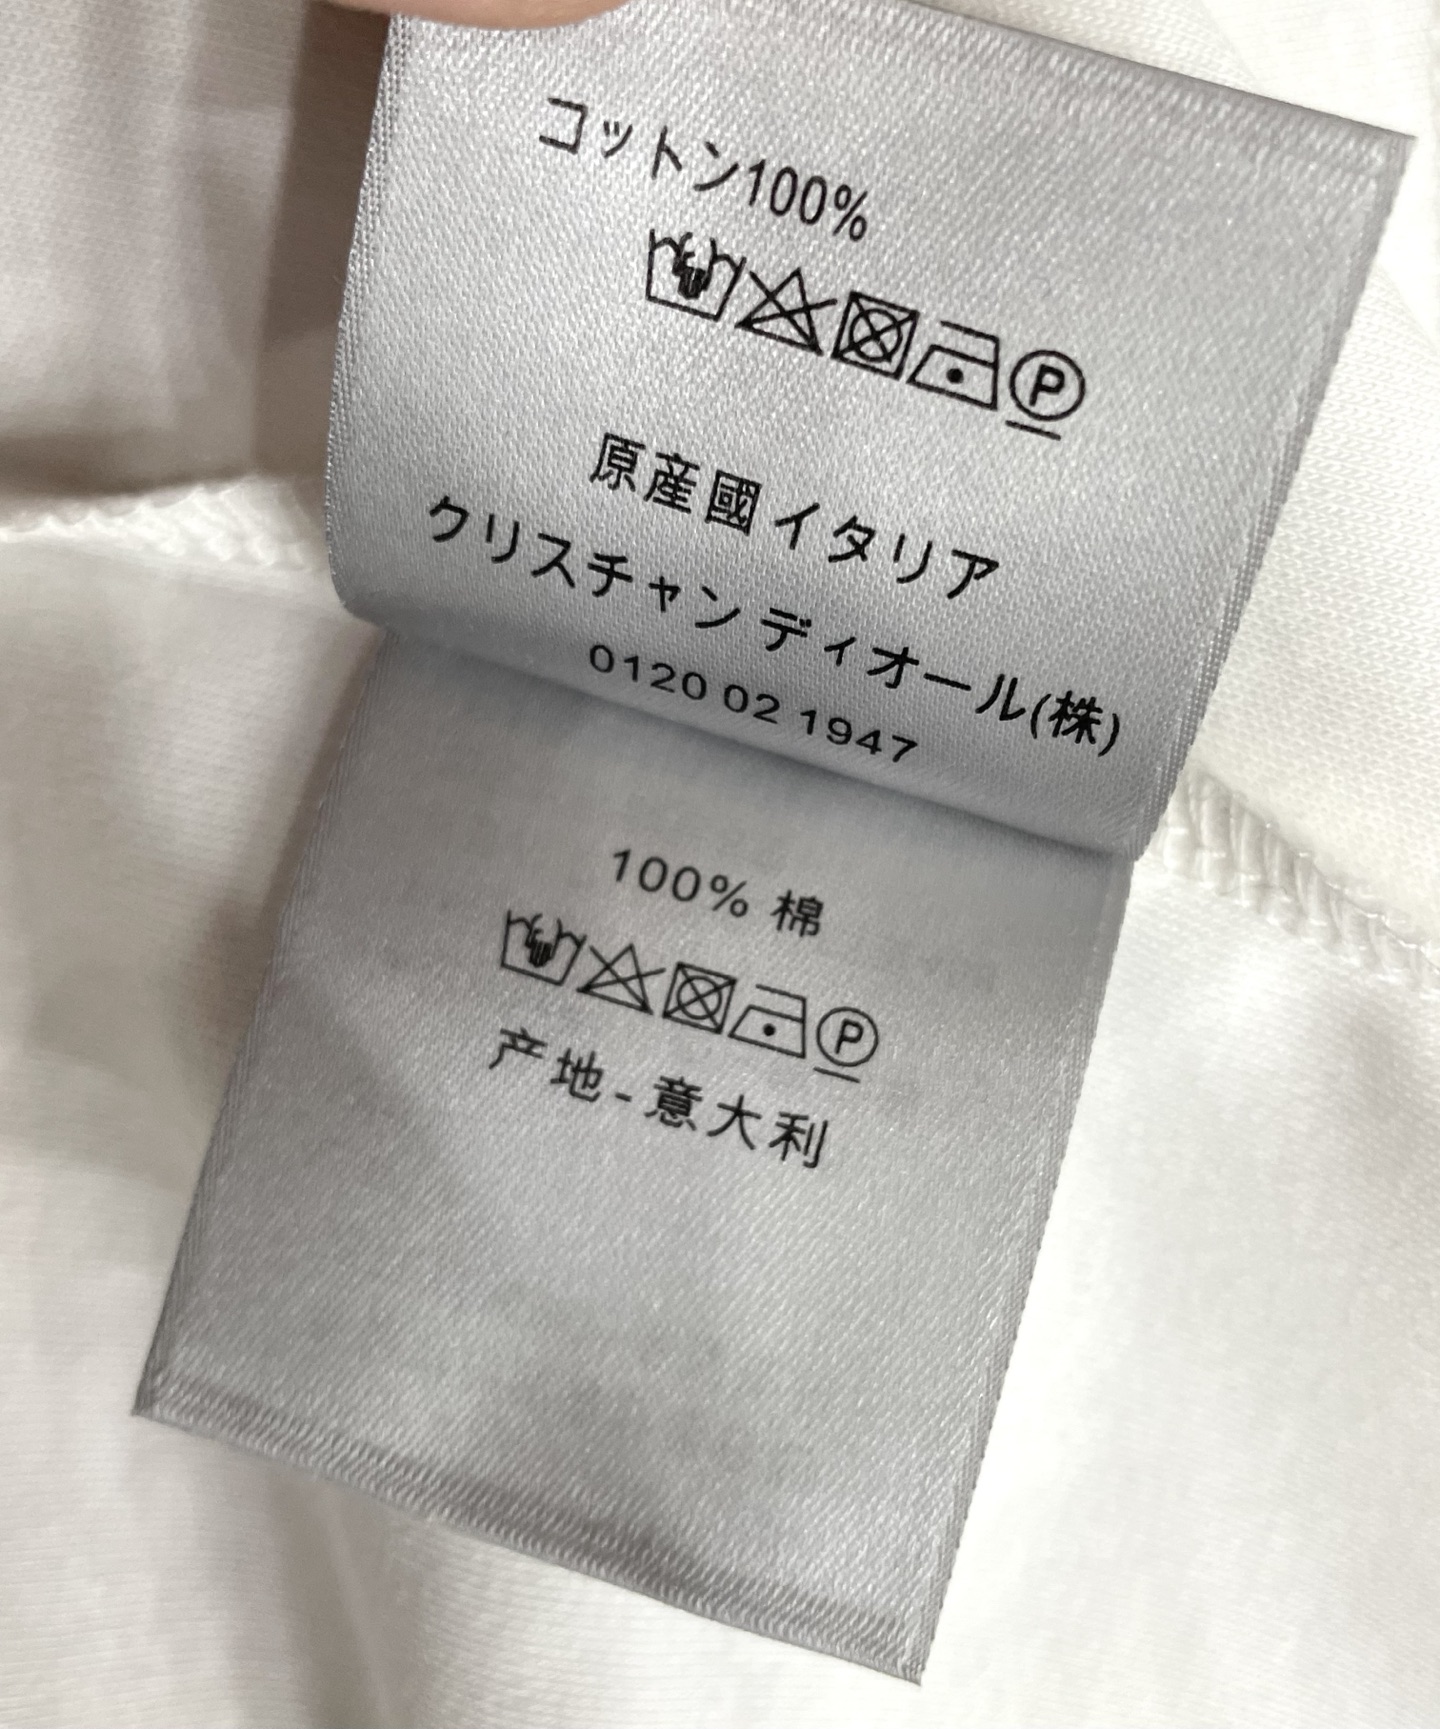 コットン100%
P
原産國 イタリア
クリスチャン ディオール(株)
0120 02 1947
100% 棉
P
产地-意大利